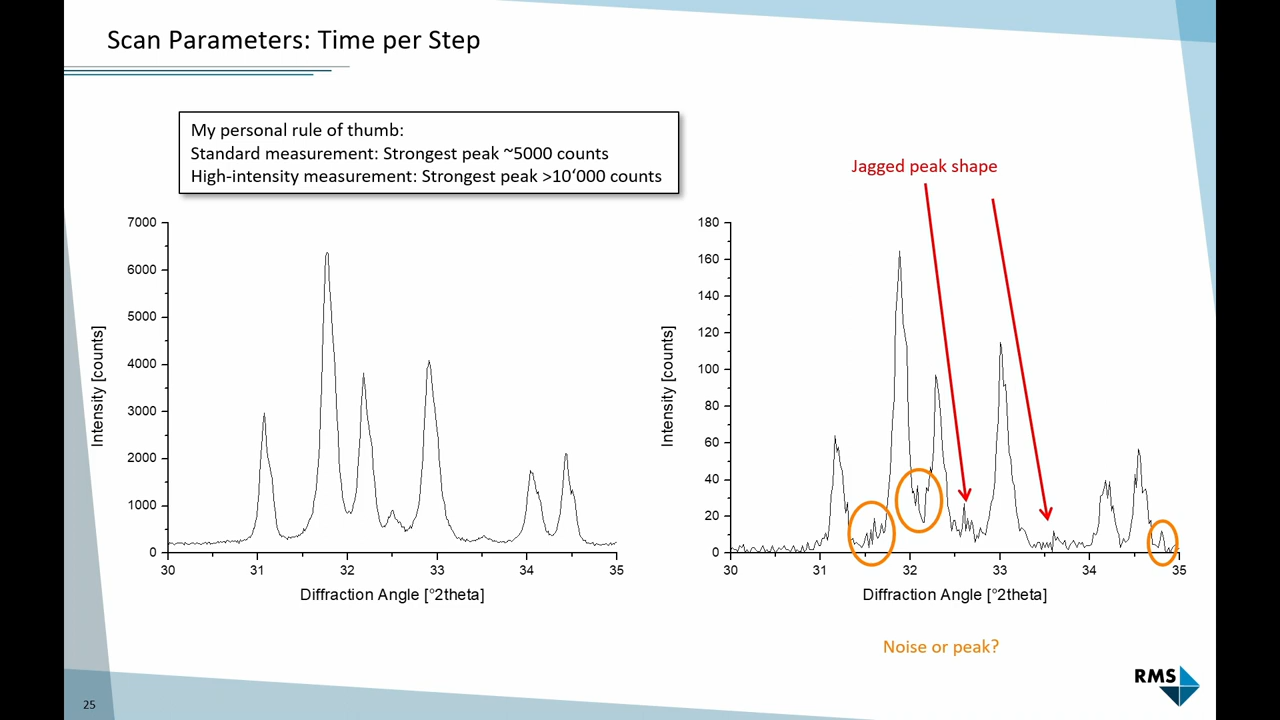 Scan Parameters: Time per Step
My personal rule of thumb:
Standard measurement: Strongest peak ~5000 counts
High-intensity measurement: Strongest peak >10‘000 counts
Jagged peak shape
7000
6000
5000
4000
3000
2000
1000
0
Intensity [counts]
30 31 32 33 34 35
Diffraction Angle [°2theta]
180
160
140
120
100
80
60
40
20
0
Intensity [counts]
30 31 32 33 34 35
Diffraction Angle [°2theta]
Noise or peak?
RMS
25